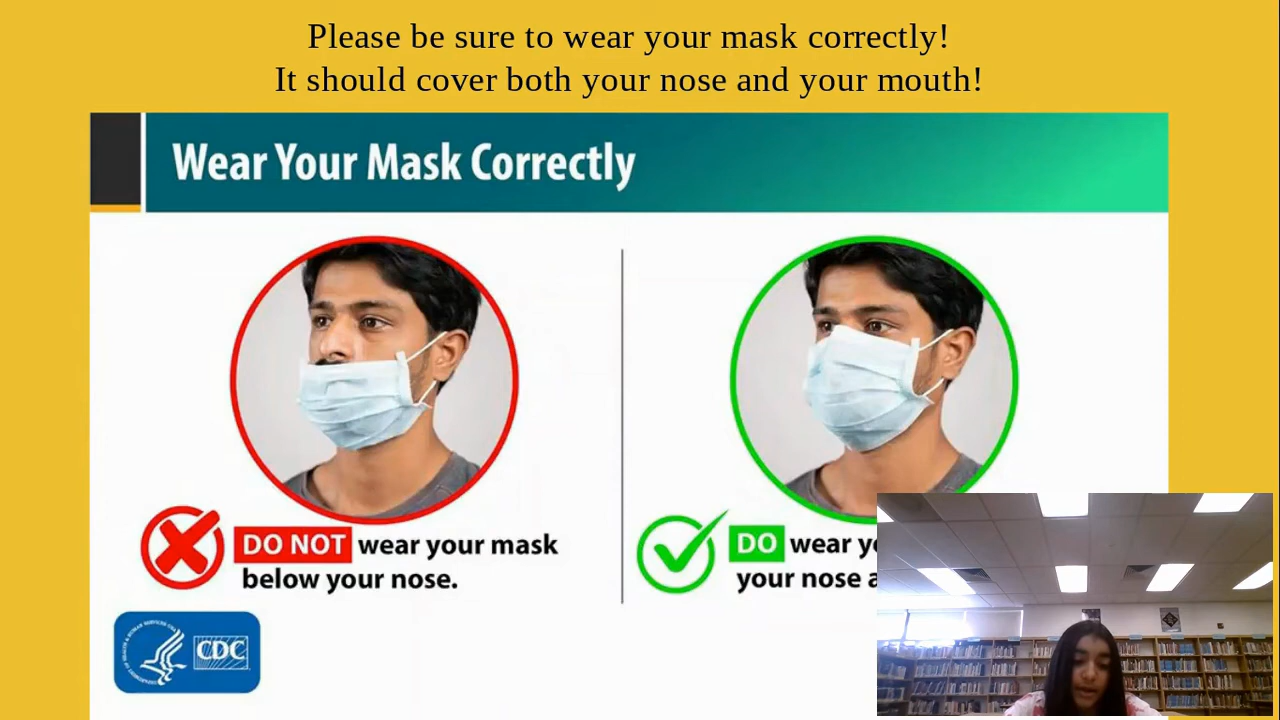 Please be sure to wear your mask correctly!
It should cover both your nose and your mouth!
Wear Your Mask Correctly
DO NOT wear your mask
below your nose.
DO wear
your nose
CDC